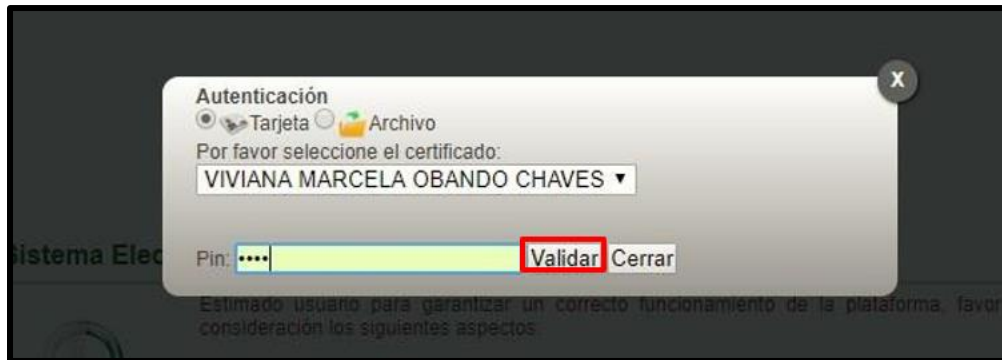 X
Autenticación
Tarjeta Archivo
Por favor seleccione el certificado:
VIVIANA MARCELA OBANDO CHAVES
Pin: •••• Validar Cerrar
Sistema Elec
Estimado usuario para garantizar un correcto funcionamiento de la plataforma, favor
consideración los siguientes aspectos: